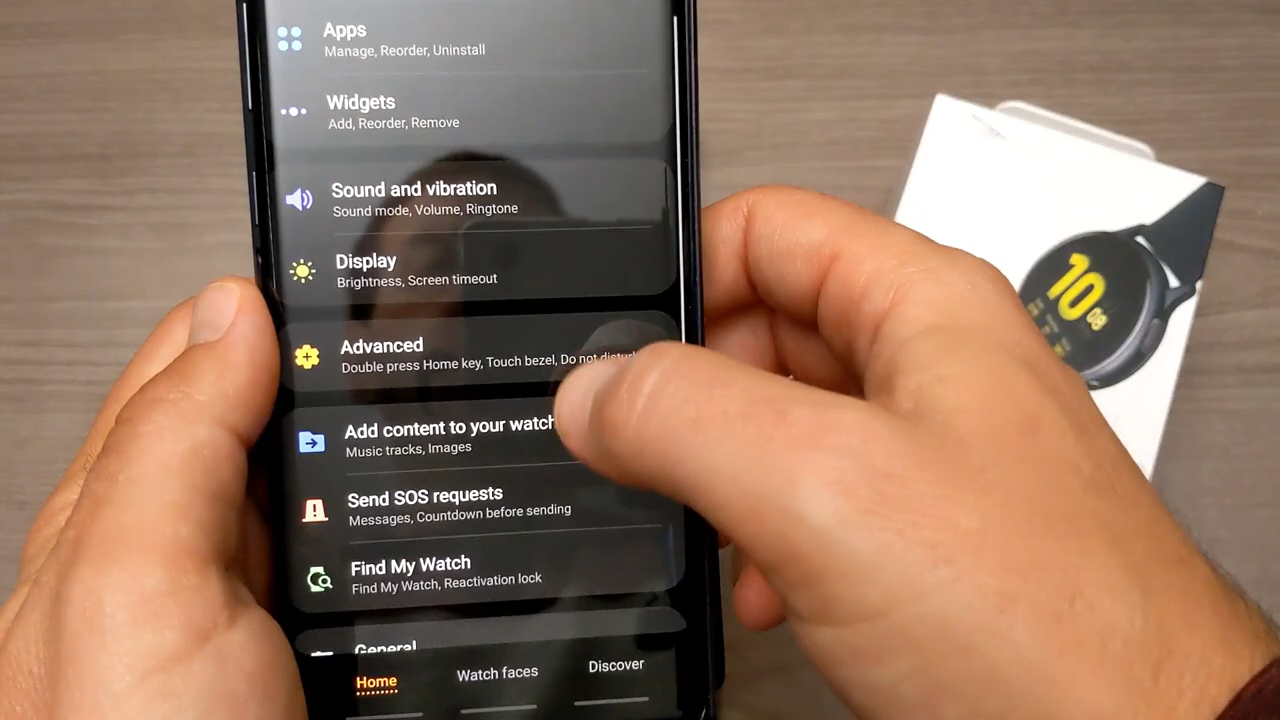 Apps
Manage, Reorder, Uninstall
Widgets
Add, Reorder, Remove
Sound and vibration
Sound mode, Volume, Ringtone
Display
Brightness, Screen timeout
Advanced
Double press Home key, Touch bezel, Do not disturb
Add content to your watch
Music tracks, Images
Send SOS requests
Messages, Countdown before sending
Find My Watch
Find My Watch, Reactivation lock
General
Home
Watch faces
Discover
10
08